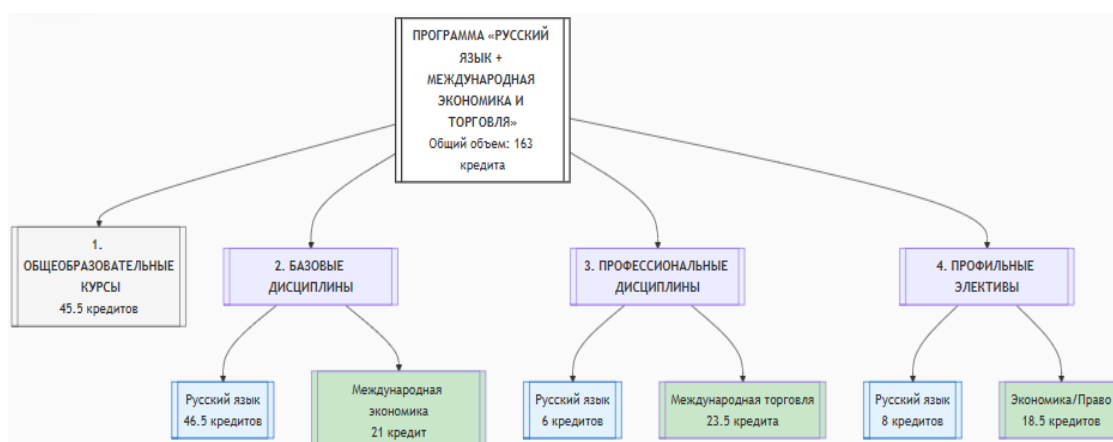 ПРОГРАММА «РУССКИЙ
ЯЗЫК +
МЕЖДУНАРОДНАЯ
ЭКОНОМИКА И
ТОРГОВЛЯ»
Общий объем: 163
кредита
1.
ОБЩЕОБРАЗОВАТЕЛЬНЫЕ
КУРСЫ
45.5 кредитов
2. БАЗОВЫЕ
ДИСЦИПЛИНЫ
3. ПРОФЕССИОНАЛЬНЫЕ
ДИСЦИПЛИНЫ
4. ПРОФИЛЬНЫЕ
ЭЛЕКТИВЫ
Русский язык
46.5 кредитов
Международная
экономика
21 кредит
Русский язык
6 кредитов
Международная торговля
23.5 кредита
Русский язык
8 кредитов
Экономика/Право
18.5 кредитов